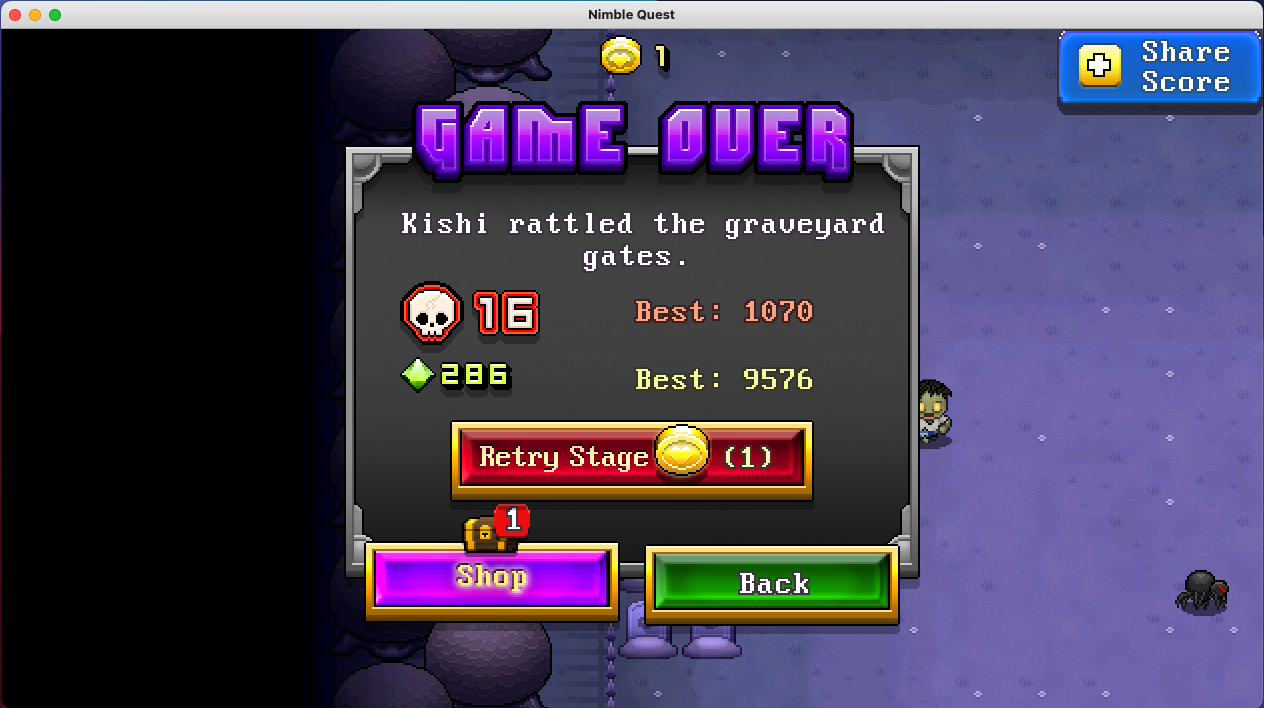 Nimble Quest
1
Share
Score
GAME OVER
Kishi rattled the graveyard
gates.
16 Best: 1070
286 Best: 9576
Retry Stage (1)
1
Shop Back